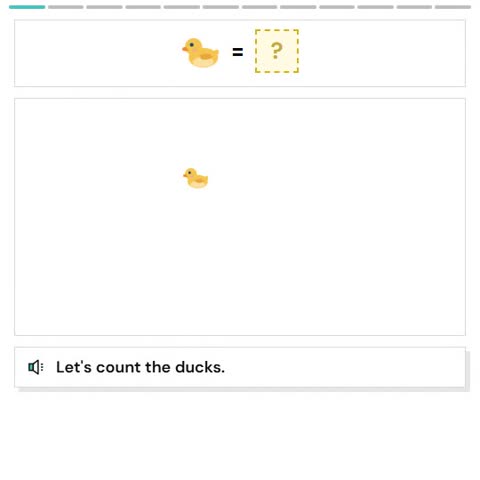 = ?
Let's count the ducks.